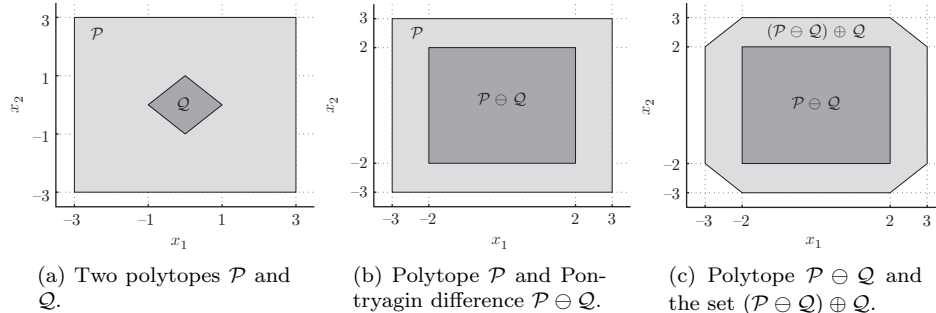 3
𝒫
1
𝒬
x₂
−1
−3
−3 −1 1 3
x₁
(a) Two polytopes 𝒫 and
𝒬.
3
𝒫
2
𝒫 ⊖ 𝒬
x₂
−2
−3
−3 −2 2 3
x₁
(b) Polytope 𝒫 and Pon-
tryagin difference 𝒫 ⊖ 𝒬.
3
(𝒫 ⊖ 𝒬) ⊕ 𝒬
2
𝒫 ⊖ 𝒬
x₂
−2
−3
−3 −2 2 3
x₁
(c) Polytope 𝒫 ⊖ 𝒬 and
the set (𝒫 ⊖ 𝒬) ⊕ 𝒬.